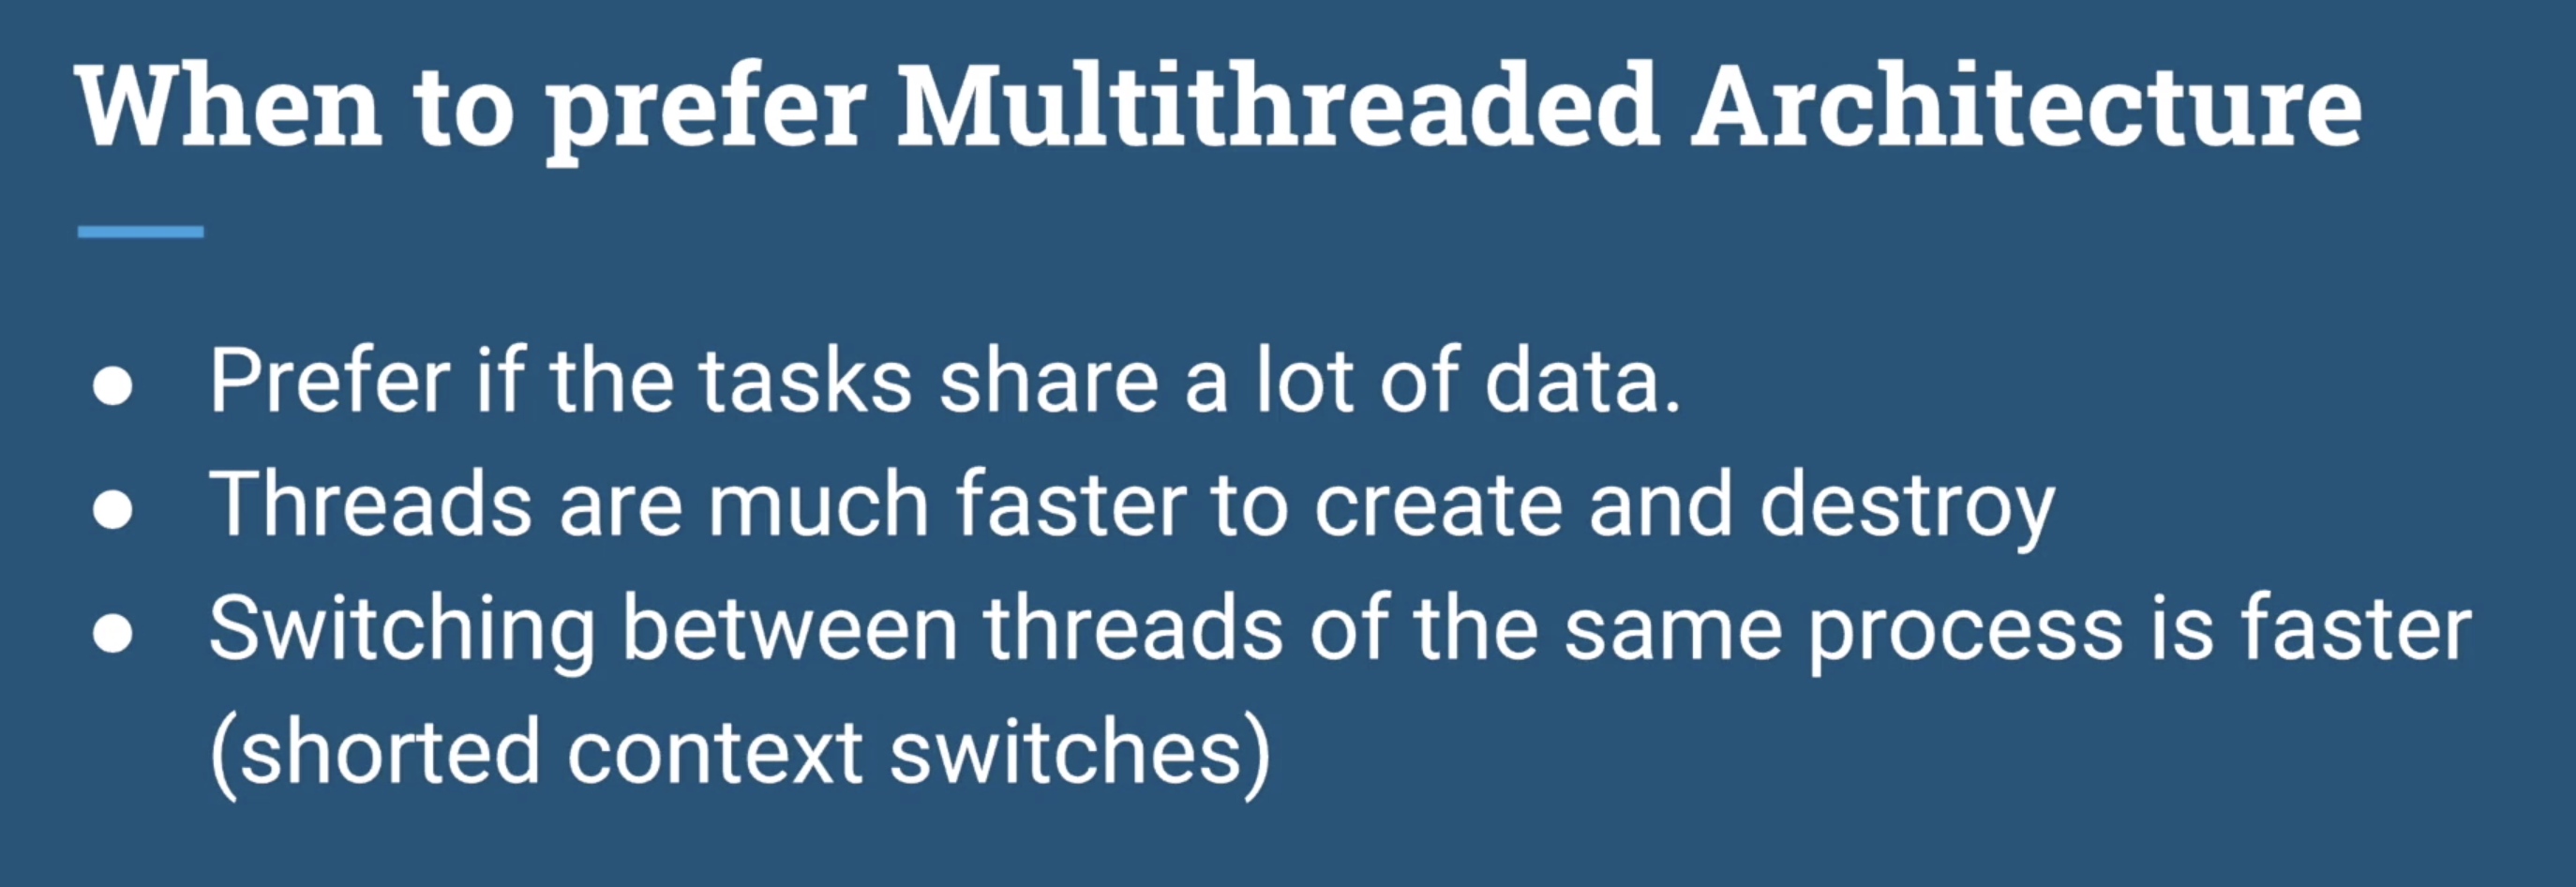 When to prefer Multithreaded Architecture
● Prefer if the tasks share a lot of data.
● Threads are much faster to create and destroy
● Switching between threads of the same process is faster
(shorted context switches)